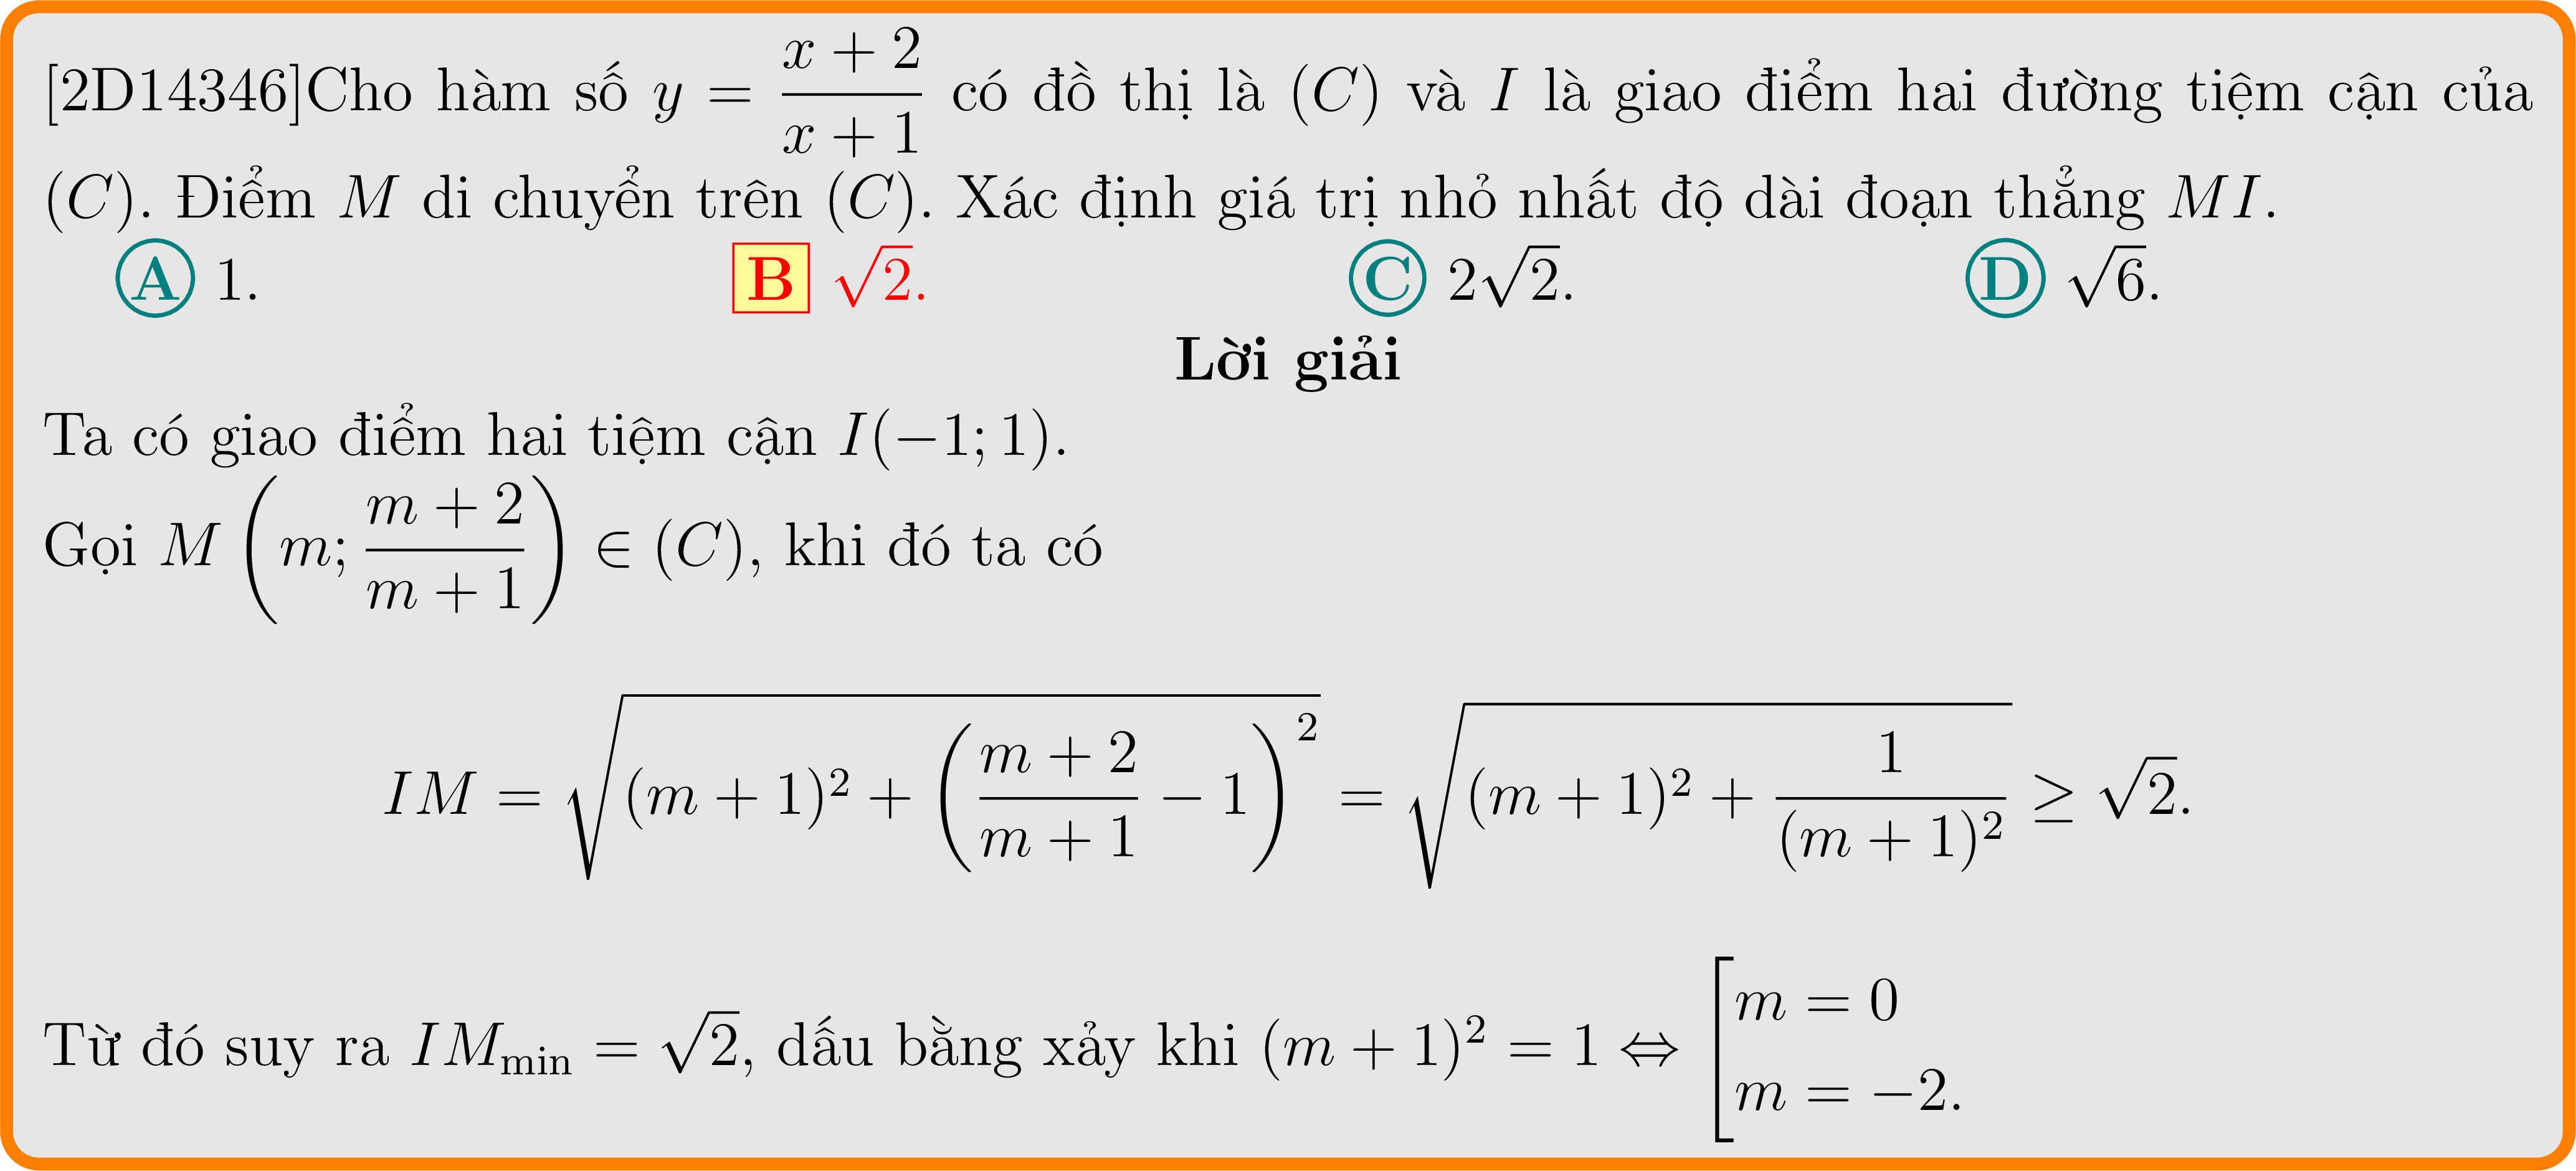 [2D14346]Cho hàm số $y = \dfrac{x+2}{x+1}$ có đồ thị là $(C)$ và $I$ là giao điểm hai đường tiệm cận của
$(C)$. Điểm $M$ di chuyển trên $(C)$. Xác định giá trị nhỏ nhất độ dài đoạn thẳng $MI$.
A 1. B $\sqrt{2}$. C $2\sqrt{2}$. D $\sqrt{6}$.
Lời giải
Ta có giao điểm hai tiệm cận $I(-1; 1)$.
Gọi $M\left(m; \dfrac{m+2}{m+1}\right) \in (C)$, khi đó ta có
$IM = \sqrt{(m+1)^2 + \left(\dfrac{m+2}{m+1} - 1\right)^2} = \sqrt{(m+1)^2 + \dfrac{1}{(m+1)^2}} \geq \sqrt{2}.$
Từ đó suy ra $IM_{\min} = \sqrt{2}$, dấu bằng xảy khi $(m+1)^2 = 1 \Leftrightarrow \left[\begin{array}{l} m = 0 \\ m = -2. \end{array}\right.$